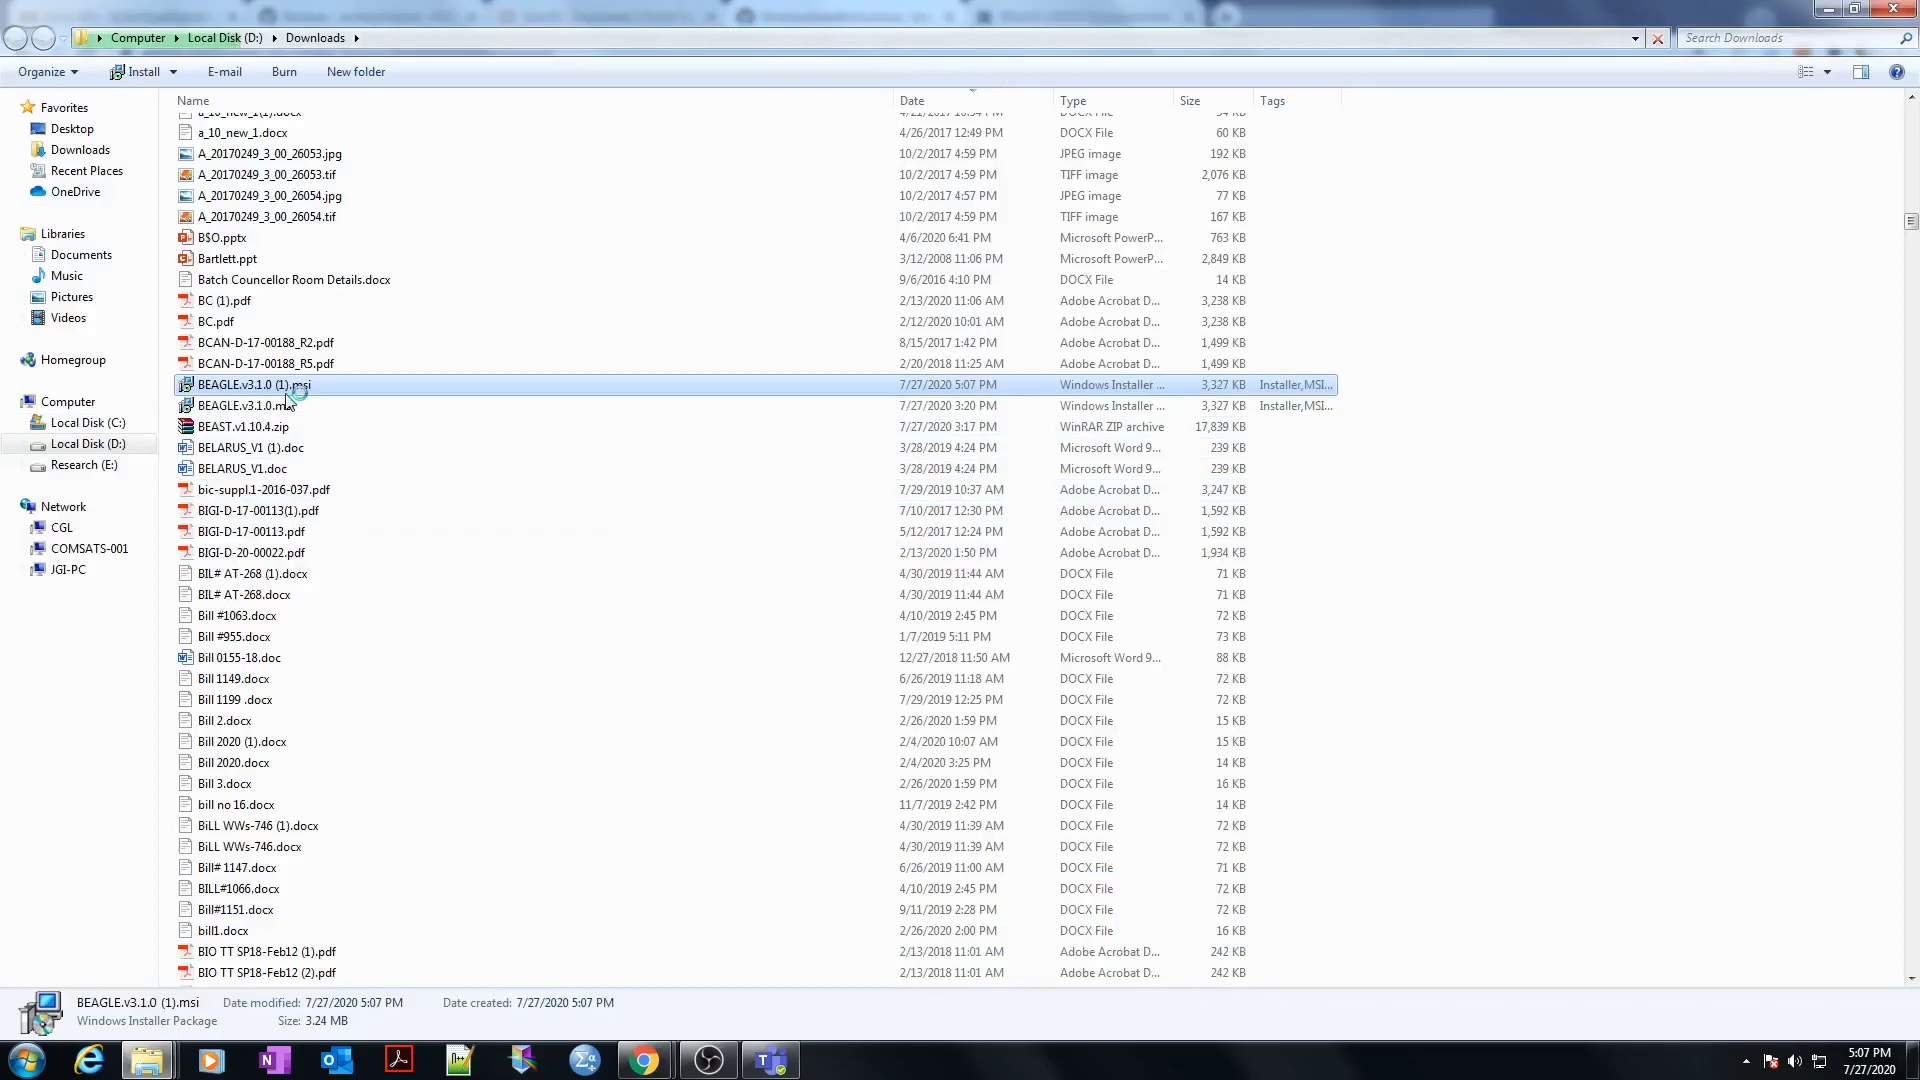 Computer Local Disk (D:) Downloads
Search Downloads
Organize Install E-mail Burn New folder
Name Date Type Size Tags
a_10_new_1(1).docx 4/21/2017 10:34 PM DOCX File 54 KB
a_10_new_1.docx 4/26/2017 12:49 PM DOCX File 60 KB
A_20170249_3_00_26053.jpg 10/2/2017 4:59 PM JPEG image 192 KB
A_20170249_3_00_26053.tif 10/2/2017 4:59 PM TIFF image 2,076 KB
A_20170249_3_00_26054.jpg 10/2/2017 4:57 PM JPEG image 77 KB
A_20170249_3_00_26054.tif 10/2/2017 4:59 PM TIFF image 167 KB
B$O.pptx 4/6/2020 6:41 PM Microsoft PowerP... 763 KB
Bartlett.ppt 3/12/2008 11:06 PM Microsoft PowerP... 2,849 KB
Batch Councellor Room Details.docx 9/6/2016 4:10 PM DOCX File 14 KB
BC (1).pdf 2/13/2020 11:06 AM Adobe Acrobat D... 3,238 KB
BC.pdf 2/12/2020 10:01 AM Adobe Acrobat D... 3,238 KB
BCAN-D-17-00188_R2.pdf 8/15/2017 1:42 PM Adobe Acrobat D... 1,499 KB
BCAN-D-17-00188_R5.pdf 2/20/2018 11:25 AM Adobe Acrobat D... 1,499 KB
BEAGLE.v3.1.0 (1).msi 7/27/2020 5:07 PM Windows Installer ... 3,327 KB Installer,MSI...
BEAGLE.v3.1.0.m 7/27/2020 3:20 PM Windows Installer ... 3,327 KB Installer,MSI...
BEAST.v1.10.4.zip 7/27/2020 3:17 PM WinRAR ZIP archive 17,839 KB
BELARUS_V1 (1).doc 3/28/2019 4:24 PM Microsoft Word 9... 239 KB
BELARUS_V1.doc 3/28/2019 4:24 PM Microsoft Word 9... 239 KB
bic-suppl.1-2016-037.pdf 7/29/2019 10:37 AM Adobe Acrobat D... 3,247 KB
BIGI-D-17-00113(1).pdf 7/10/2017 12:30 PM Adobe Acrobat D... 1,592 KB
BIGI-D-17-00113.pdf 5/12/2017 12:24 PM Adobe Acrobat D... 1,592 KB
BIGI-D-20-00022.pdf 2/13/2020 1:50 PM Adobe Acrobat D... 1,934 KB
BIL# AT-268 (1).docx 4/30/2019 11:44 AM DOCX File 71 KB
BIL# AT-268.docx 4/30/2019 11:44 AM DOCX File 71 KB
Bill #1063.docx 4/10/2019 2:45 PM DOCX File 72 KB
Bill #955.docx 1/7/2019 5:11 PM DOCX File 73 KB
Bill 0155-18.doc 12/27/2018 11:50 AM Microsoft Word 9... 88 KB
Bill 1149.docx 6/26/2019 11:18 AM DOCX File 72 KB
Bill 1199 .docx 7/29/2019 12:25 PM DOCX File 72 KB
Bill 2.docx 2/26/2020 1:59 PM DOCX File 15 KB
Bill 2020 (1).docx 2/4/2020 10:07 AM DOCX File 15 KB
Bill 2020.docx 2/4/2020 3:25 PM DOCX File 14 KB
Bill 3.docx 2/26/2020 1:59 PM DOCX File 16 KB
bill no 16.docx 11/7/2019 2:42 PM DOCX File 14 KB
BiLL WWs-746 (1).docx 4/30/2019 11:39 AM DOCX File 72 KB
BiLL WWs-746.docx 4/30/2019 11:39 AM DOCX File 72 KB
Bill# 1147.docx 6/26/2019 11:00 AM DOCX File 71 KB
BILL#1066.docx 4/10/2019 2:45 PM DOCX File 72 KB
Bill#1151.docx 9/11/2019 2:28 PM DOCX File 72 KB
bill1.docx 2/26/2020 2:00 PM DOCX File 16 KB
BIO TT SP18-Feb12 (1).pdf 2/13/2018 11:01 AM Adobe Acrobat D... 242 KB
BIO TT SP18-Feb12 (2).pdf 2/13/2018 11:01 AM Adobe Acrobat D... 242 KB
Favorites
Desktop
Downloads
Recent Places
OneDrive
Libraries
Documents
Music
Pictures
Videos
Homegroup
Computer
Local Disk (C:)
Local Disk (D:)
Research (E:)
Network
CGL
COMSATS-001
JGI-PC
BEAGLE.v3.1.0 (1).msi Date modified: 7/27/2020 5:07 PM Date created: 7/27/2020 5:07 PM
Windows Installer Package Size: 3.24 MB
5:07 PM
7/27/2020